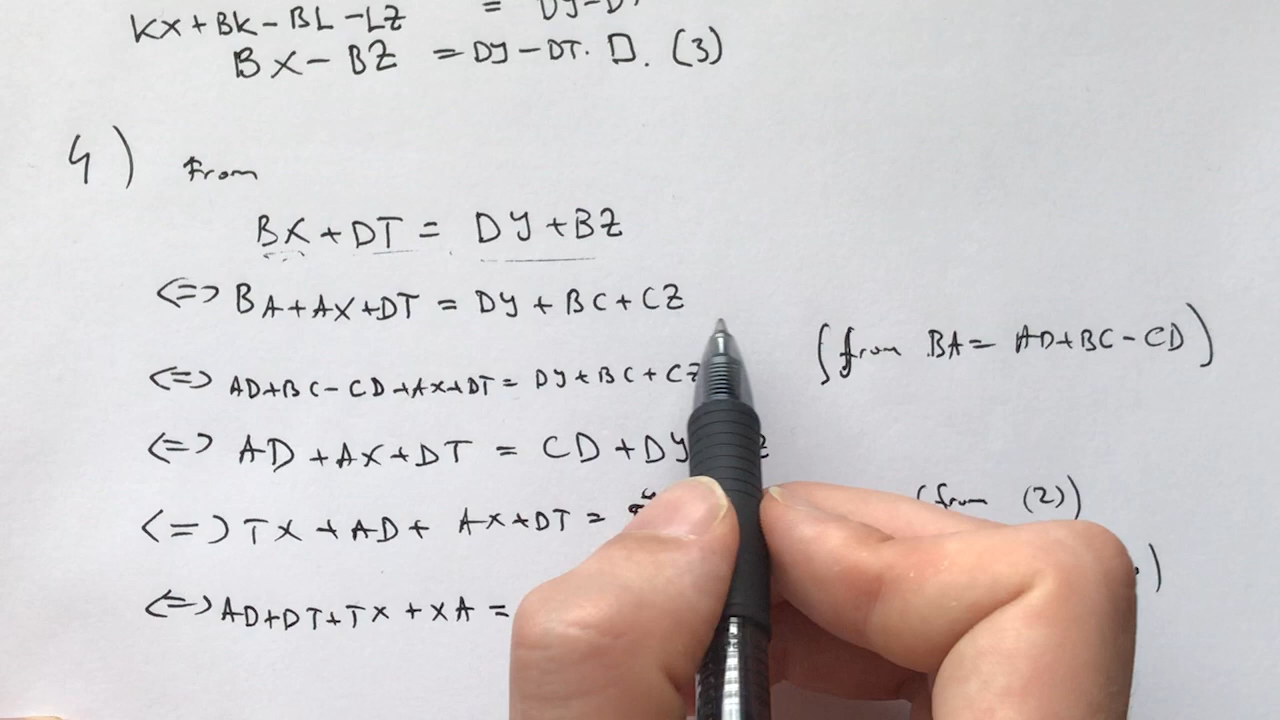 KX+BK-BL-LZ = DY-D
BX-BZ = DY-DT. □. (3)
4) From
BX+DT = DY+BZ
<=> BA+AX+DT = DY+BC+CZ
(from BA = AD+BC-CD)
<=> AD+BC-CD+AX+DT = DY+BC+CZ
<=> AD+AX+DT = CD+DY
(from (2))
<=> TX+AD+AX+DT =
<=> AD+DT+TX+XA =